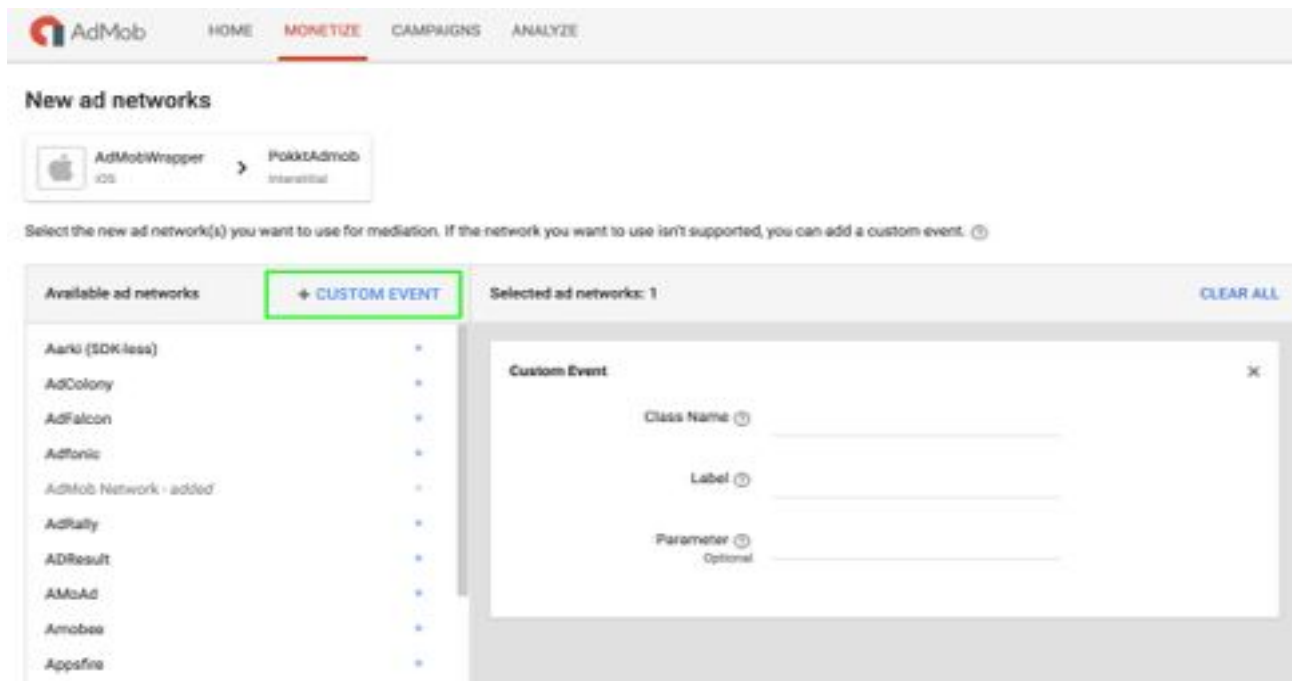 AdMob HOME MONETIZE CAMPAIGNS ANALYZE
New ad networks
AdMobWrapper
iOS
PokktAdmob
Interstitial
Select the new ad network(s) you want to use for mediation. If the network you want to use isn't supported, you can add a custom event. ?
Available ad networks
+ CUSTOM EVENT
Selected ad networks: 1
CLEAR ALL
Aarki (SDK-less)
AdColony
AdFalcon
Adfonic
AdMob Network - added
AdRally
ADResult
AMoAd
Amobee
Appsfire
Custom Event
Class Name ?
Label ?
Parameter ?
Optional